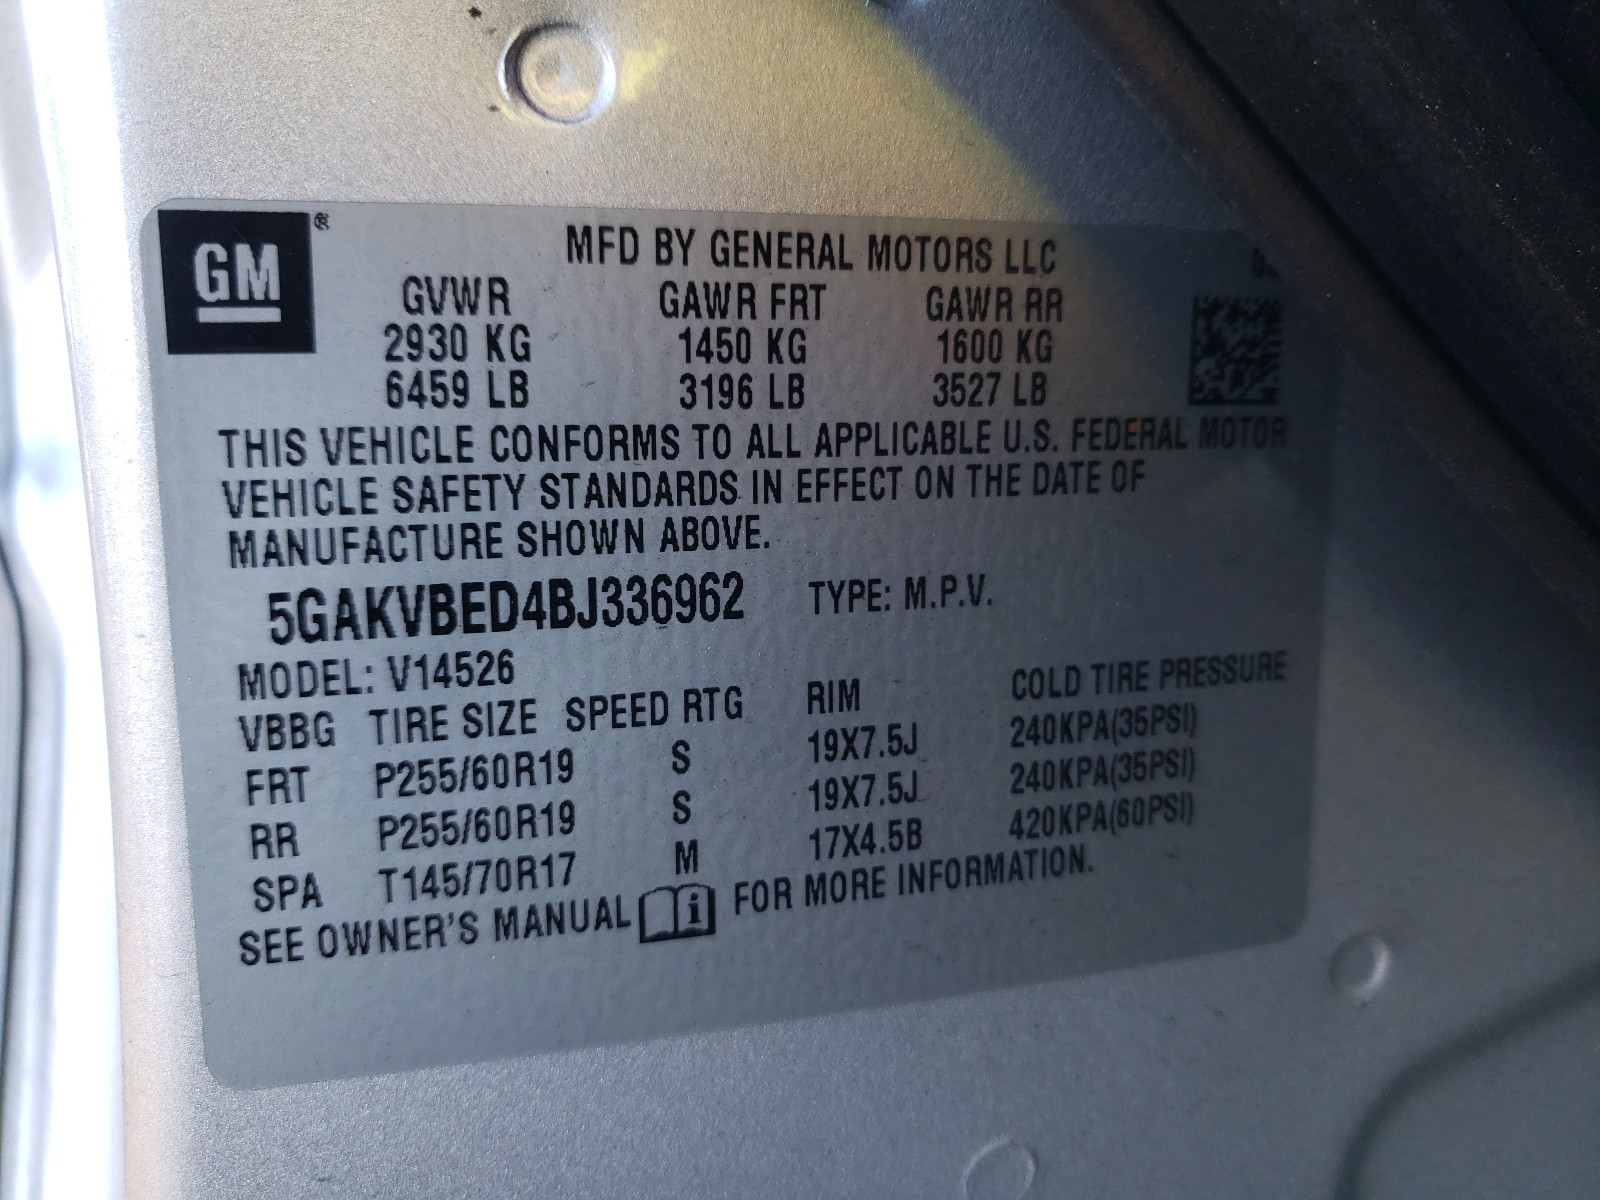 GM ®
MFD BY GENERAL MOTORS LLC
GVWR GAWR FRT GAWR RR
2930 KG 1450 KG 1600 KG
6459 LB 3196 LB 3527 LB
THIS VEHICLE CONFORMS TO ALL APPLICABLE U.S. FEDERAL MOTOR
VEHICLE SAFETY STANDARDS IN EFFECT ON THE DATE OF
MANUFACTURE SHOWN ABOVE.
5GAKVBED4BJ336962 TYPE: M.P.V.
MODEL: V14526
VBBG TIRE SIZE SPEED RTG RIM COLD TIRE PRESSURE
FRT P255/60R19 S 19X7.5J 240KPA(35PSI)
RR P255/60R19 S 19X7.5J 240KPA(35PSI)
SPA T145/70R17 M 17X4.5B 420KPA(60PSI)
SEE OWNER'S MANUAL i FOR MORE INFORMATION.